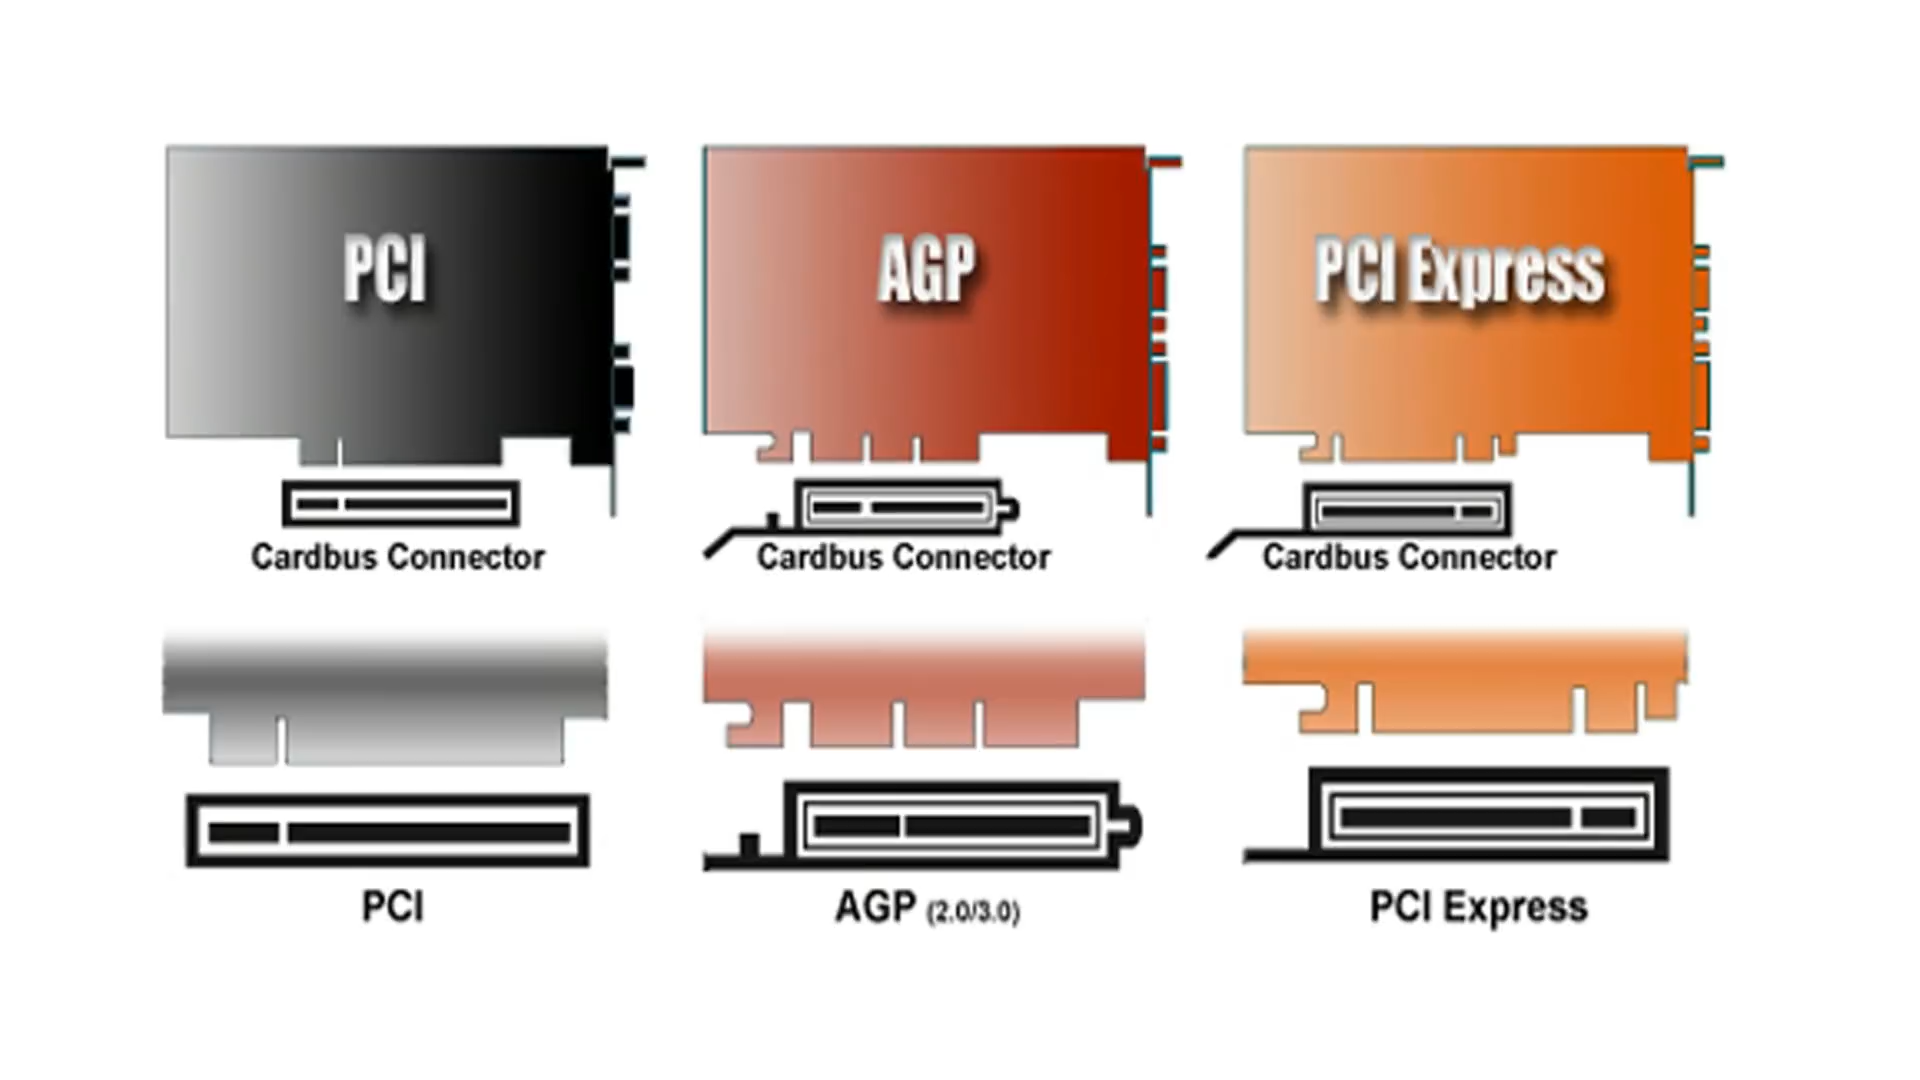 PCI
AGP
PCI Express
Cardbus Connector
Cardbus Connector
Cardbus Connector
PCI
AGP (2.0/3.0)
PCI Express